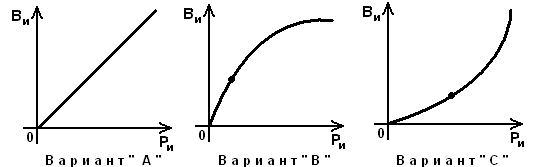 Bи Bи Bи
0 Pи 0 Pи 0 Pи
Вариант"А" Вариант"В" Вариант"С"